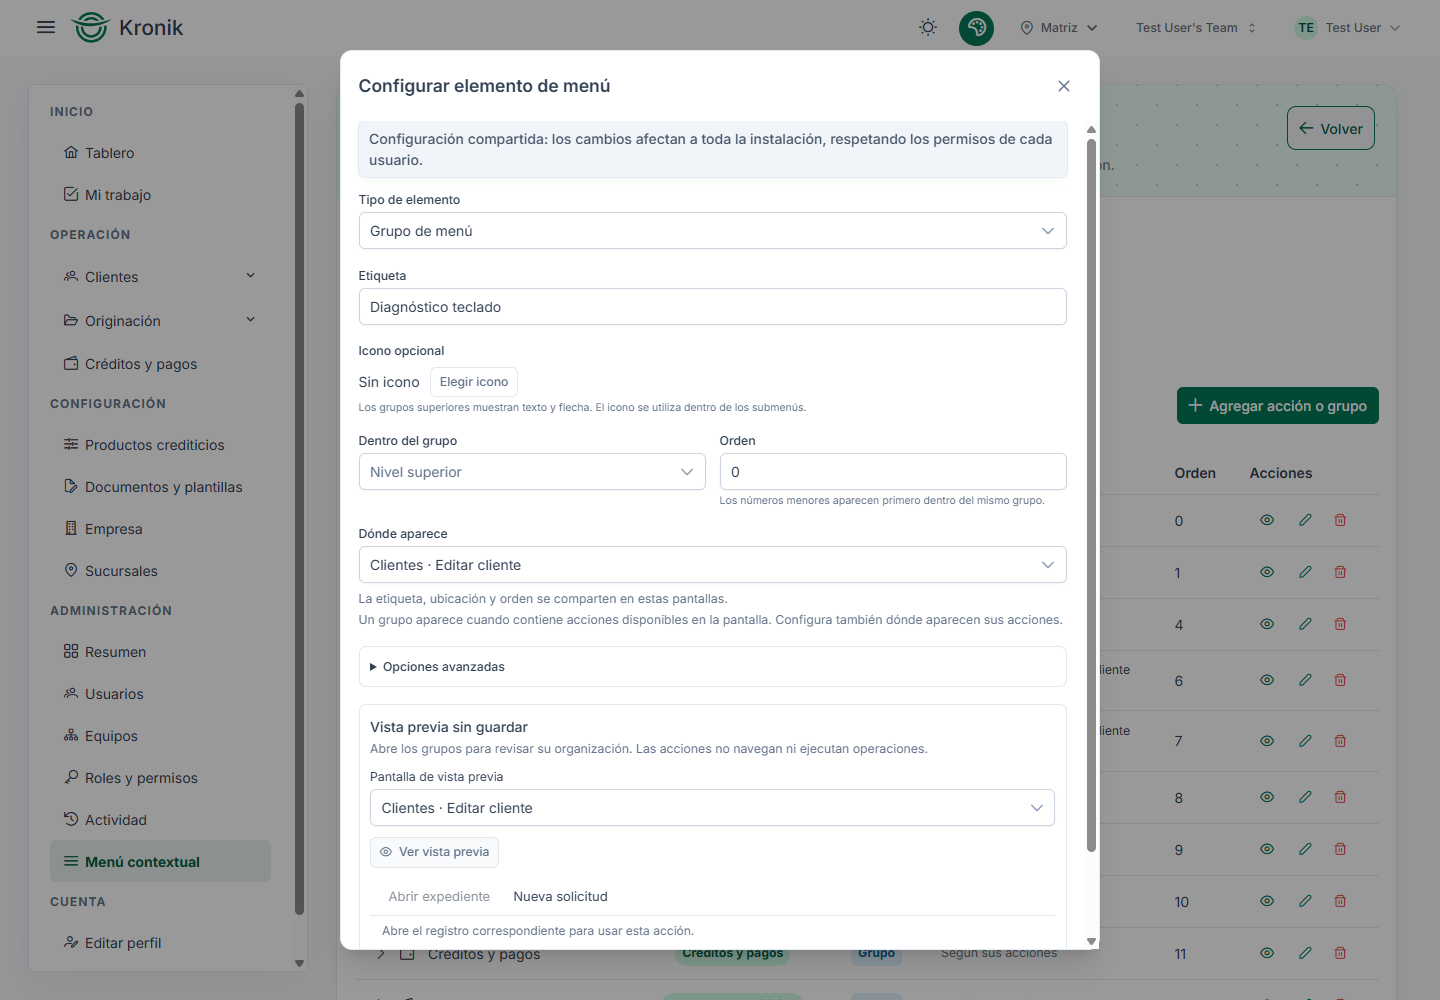 Kronik
Matriz
Test User's Team
TE Test User
INICIO
Tablero
Mi trabajo
OPERACIÓN
Clientes
Originación
Créditos y pagos
CONFIGURACIÓN
Productos crediticios
Documentos y plantillas
Empresa
Sucursales
ADMINISTRACIÓN
Resumen
Usuarios
Equipos
Roles y permisos
Actividad
Menú contextual
CUENTA
Editar perfil
Configurar elemento de menú
Configuración compartida: los cambios afectan a toda la instalación, respetando los permisos de cada
usuario.
Tipo de elemento
Grupo de menú
Etiqueta
Diagnóstico teclado
Icono opcional
Sin icono Elegir icono
Los grupos superiores muestran texto y flecha. El icono se utiliza dentro de los submenús.
Dentro del grupo
Nivel superior
Orden
0
Los números menores aparecen primero dentro del mismo grupo.
Dónde aparece
Clientes · Editar cliente
La etiqueta, ubicación y orden se comparten en estas pantallas.
Un grupo aparece cuando contiene acciones disponibles en la pantalla. Configura también dónde aparecen sus acciones.
Opciones avanzadas
Vista previa sin guardar
Abre los grupos para revisar su organización. Las acciones no navegan ni ejecutan operaciones.
Pantalla de vista previa
Clientes · Editar cliente
Ver vista previa
Abrir expediente Nueva solicitud
Abre el registro correspondiente para usar esta acción.
Volver
ón.
Agregar acción o grupo
Orden Acciones
0
1
4
iente 6
iente 7
8
9
10
Créditos y pagos Créditos y pagos Grupo Según sus acciones 11